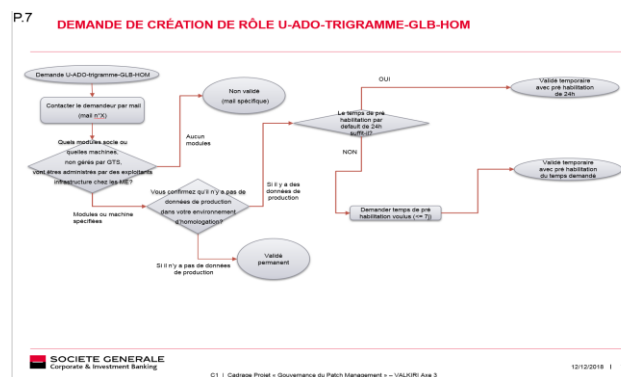 P.7
DEMANDE DE CRÉATION DE RÔLE U-ADO-TRIGRAMME-GLB-HOM
Demande U-ADO-trigramme-GLB-HOM
Contacter le demandeur par mail
(mail n°X)
Quels modules socle ou
quelles machines,
non gérés par GTS,
vont êtres administrés par des exploitants
infrastructure chez les ME?
Aucun
modules
Non validé
(mail spécifique)
Modules ou machine
spécifiées
Vous confirmez qu'il n'y a pas de
données de production
dans votre environnement
d'homologation?
Si il y a des
données de
production
Si il n'y a pas de données
de production
Validé
permanent
Le temps de pré
habilitation par
defaut de 24h
suffit-il?
OUI
Validé temporaire
avec pré habilitation
de 24h
NON
Demander temps de pré
habilitation voulus (<= 7j)
Validé temporaire
avec pré habilitation
du temps demandé
SOCIETE GENERALE
Corporate & Investment Banking
C1 | Cadrage Projet « Gouvernance du Patch Management » – VALKIRI Axe 3
12/12/2018 |